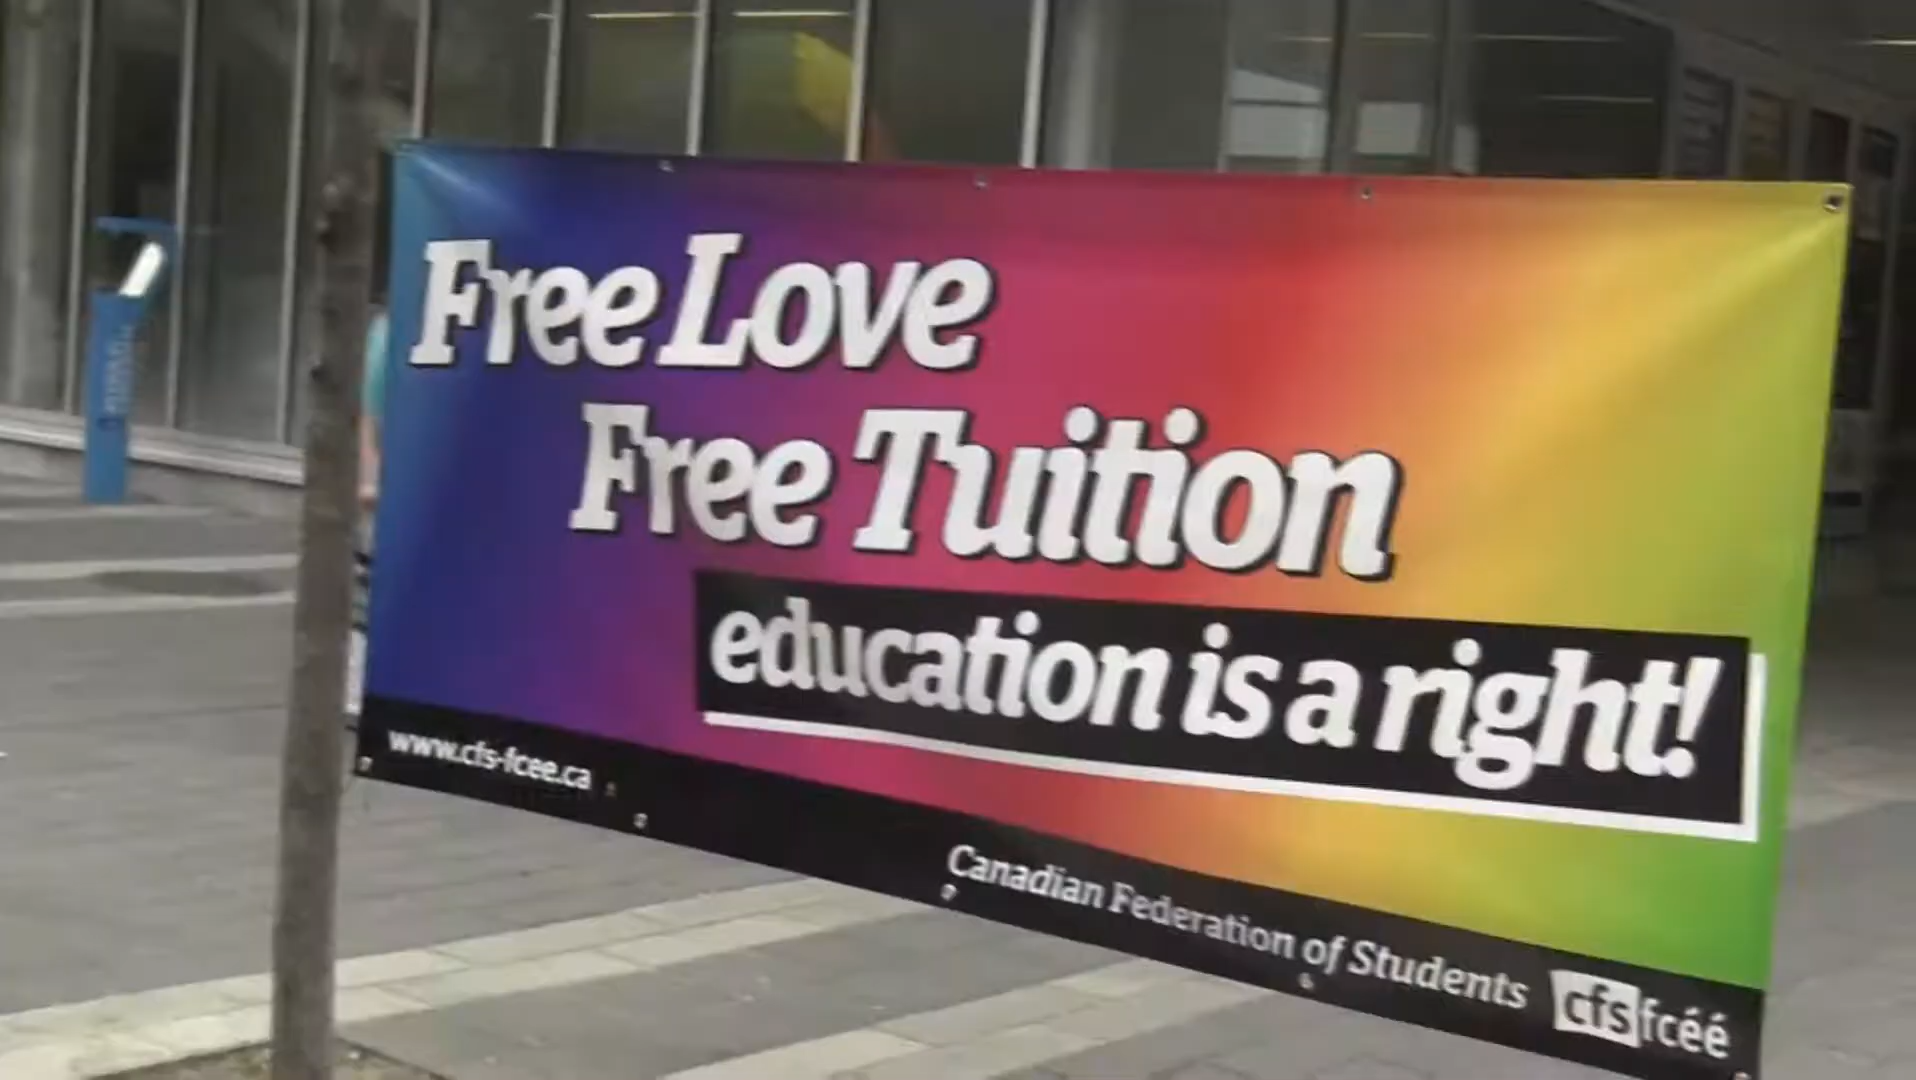 Free Love
Free Tuition
education is a right!
www.cfs-fcee.ca
Canadian Federation of Students
cfs fcéé